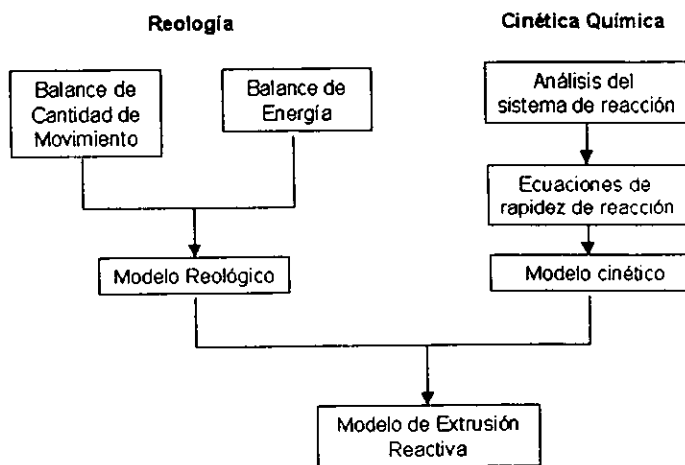 Reología
Cinética Química
Balance de
Cantidad de
Movimiento
Balance de
Energía
Análisis del
sistema de reacción
Ecuaciones de
rapidez de reacción
Modelo Reológico
Modelo cinético
Modelo de Extrusión
Reactiva